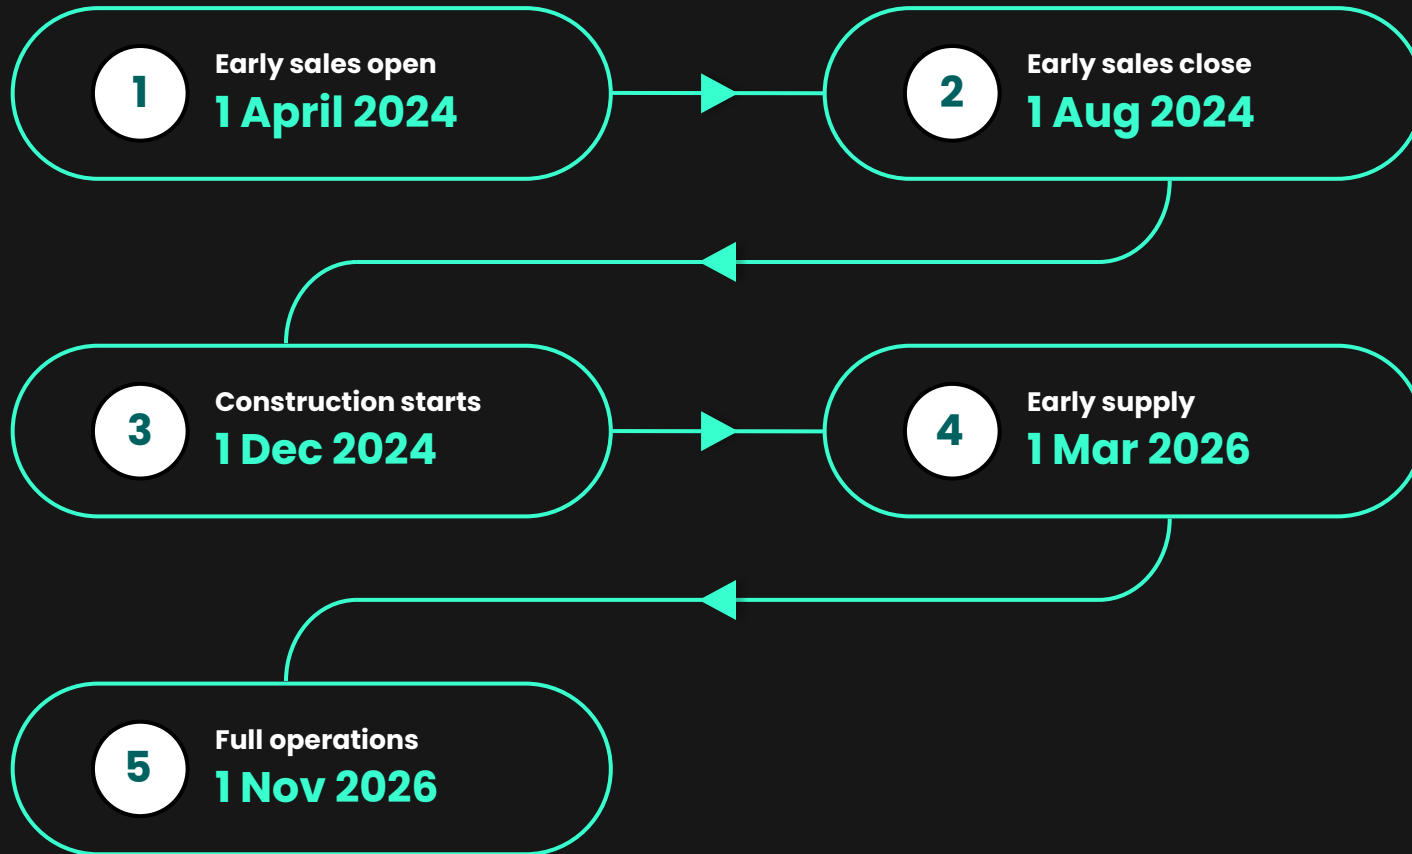 1
Early sales open
1 April 2024
2
Early sales close
1 Aug 2024
3
Construction starts
1 Dec 2024
4
Early supply
1 Mar 2026
5
Full operations
1 Nov 2026